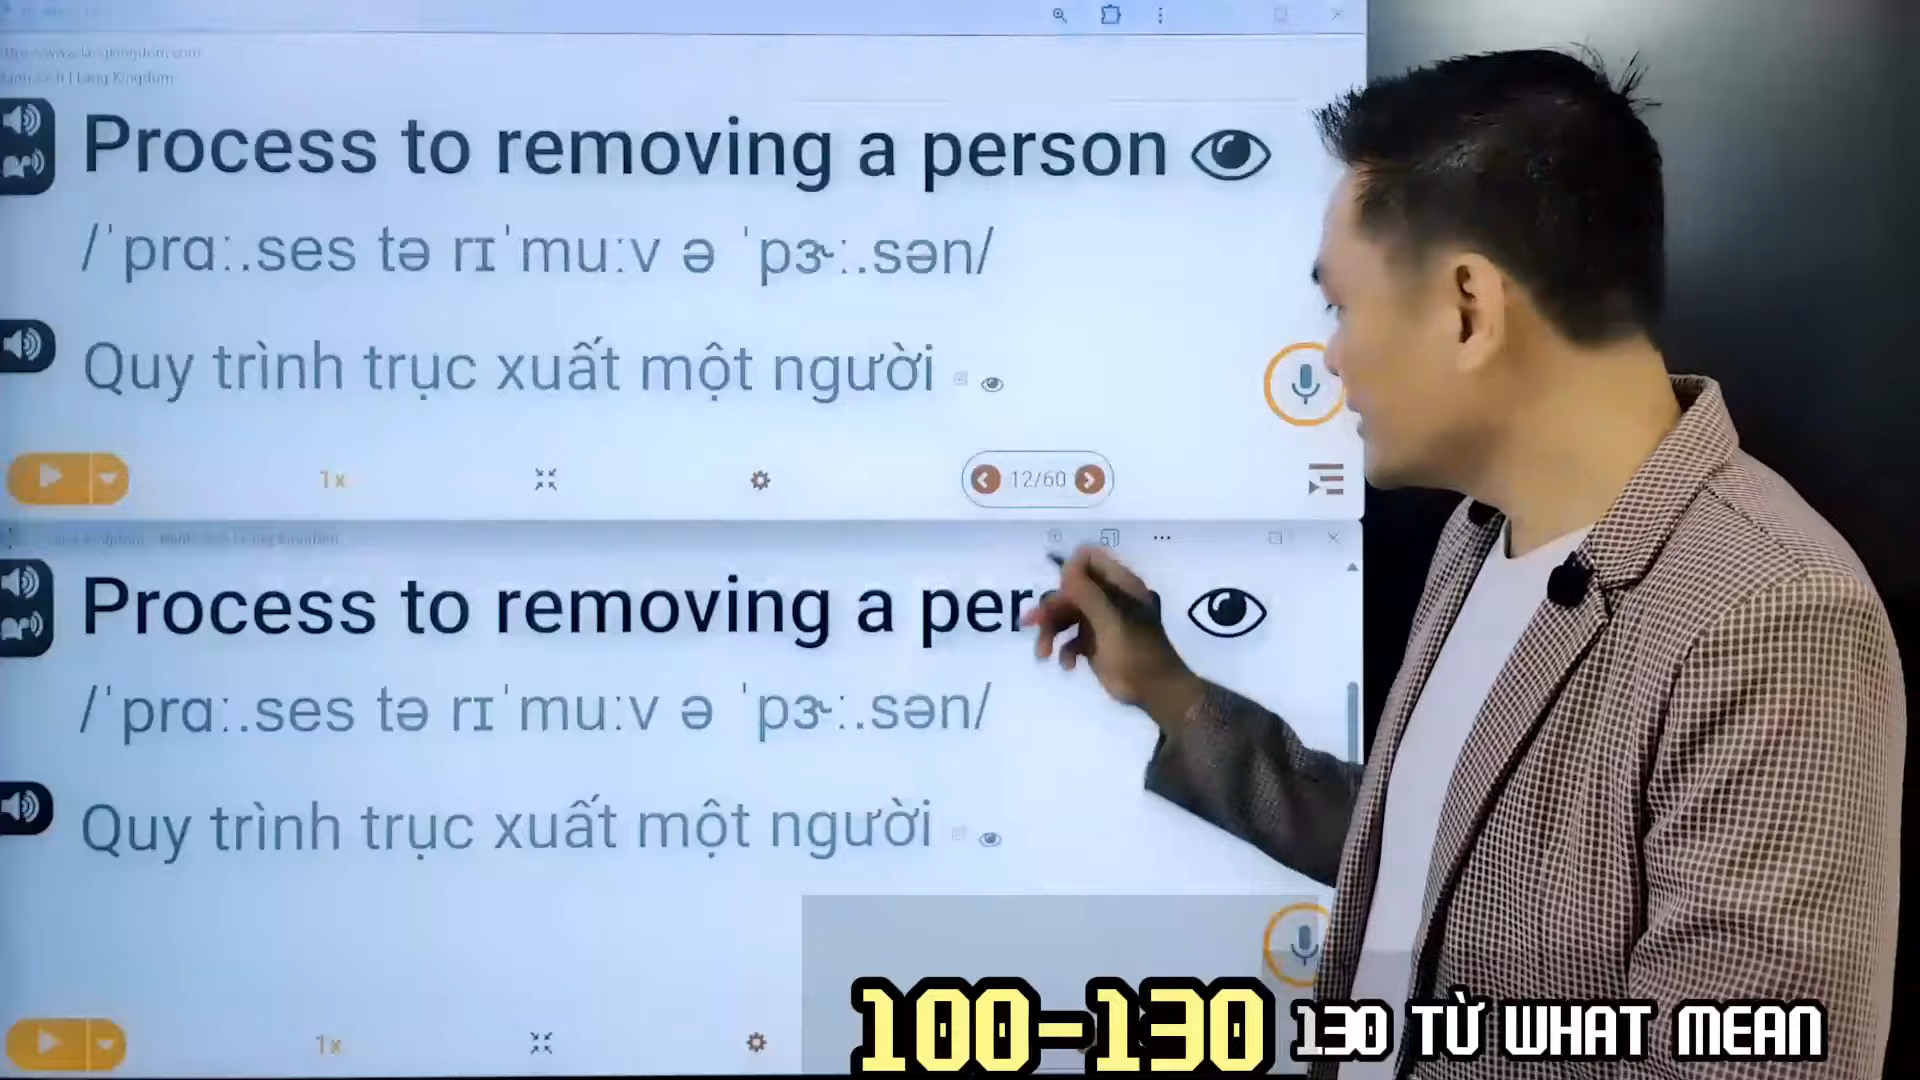 Process to removing a person
/ˈprɑː.ses tə rɪˈmuːv ə ˈpɝː.sən/
Quy trình trục xuất một người
1x
12/60
Process to removing a person
/ˈprɑː.ses tə rɪˈmuːv ə ˈpɝː.sən/
Quy trình trục xuất một người
1x
100-130 130 TỪ WHAT MEAN